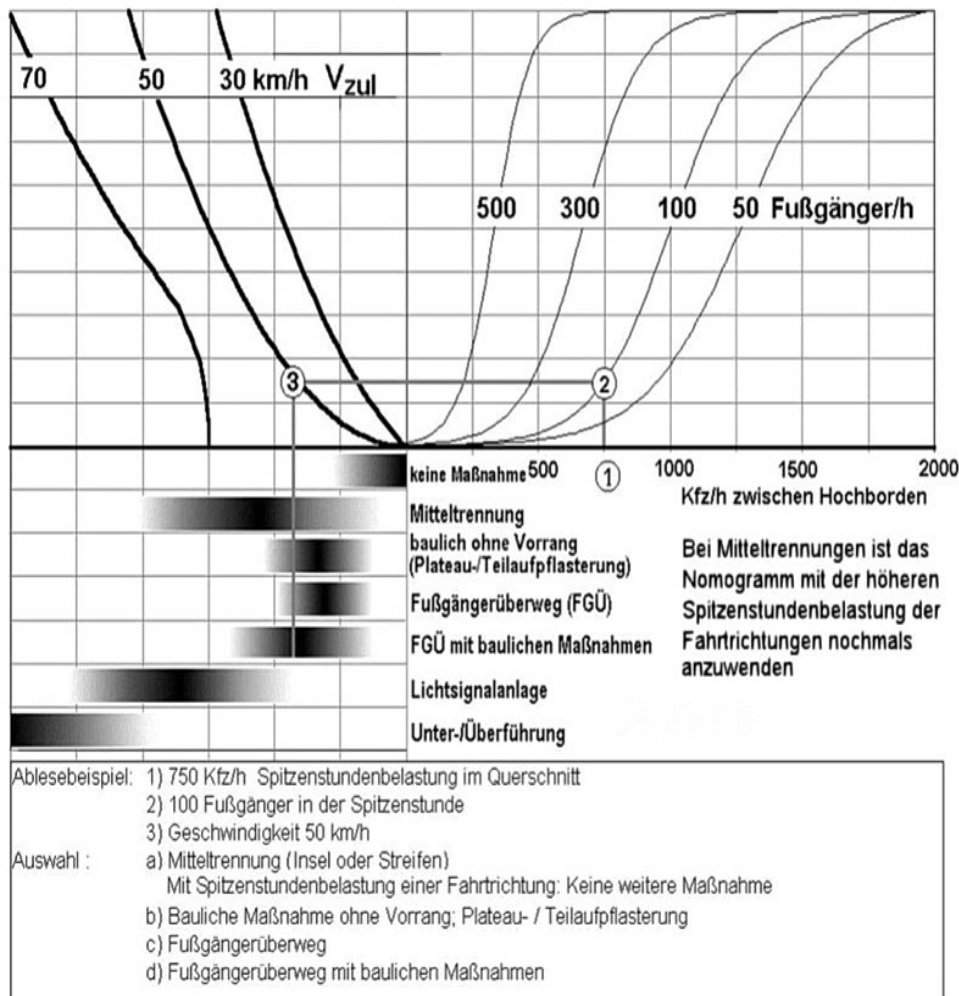 70 50 30 km/h Vzul
500 300 100 50 Fußgänger/h
3
2
keine Maßnahme 500 1 1000 1500 2000
Kfz/h zwischen Hochborden
Mitteltrennung
baulich ohne Vorrang
(Plateau-/Teilaufpflasterung)
Fußgängerüberweg (FGÜ)
FGÜ mit baulichen Maßnahmen
Lichtsignalanlage
Unter-/Überführung
Bei Mitteltrennungen ist das
Nomogramm mit der höheren
Spitzenstundenbelastung der
Fahrtrichtungen nochmals
anzuwenden
Ablesebeispiel: 1) 750 Kfz/h Spitzenstundenbelastung im Querschnitt
2) 100 Fußgänger in der Spitzenstunde
3) Geschwindigkeit 50 km/h
Auswahl : a) Mitteltrennung (Insel oder Streifen)
Mit Spitzenstundenbelastung einer Fahrtrichtung: Keine weitere Maßnahme
b) Bauliche Maßnahme ohne Vorrang; Plateau- / Teilaufpflasterung
c) Fußgängerüberweg
d) Fußgängerüberweg mit baulichen Maßnahmen